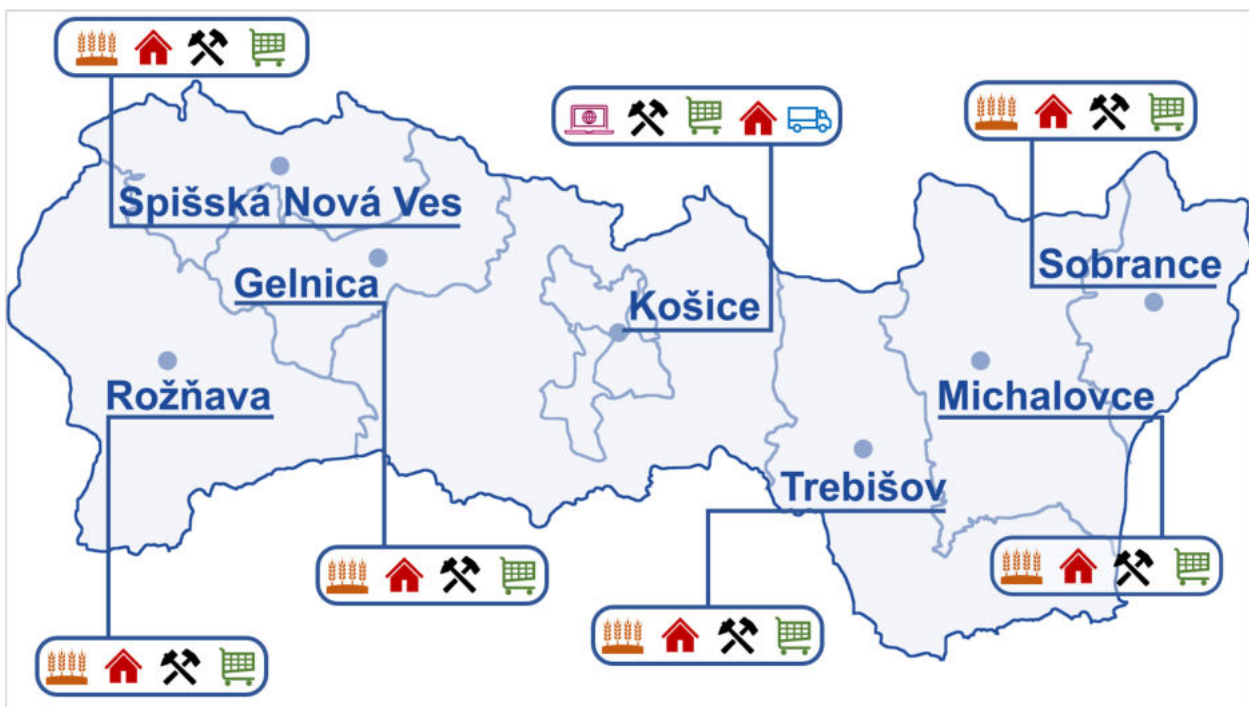 Spišská Nová Ves
Gelnica
Košice
Sobrance
Rožňava
Michalovce
Trebišov